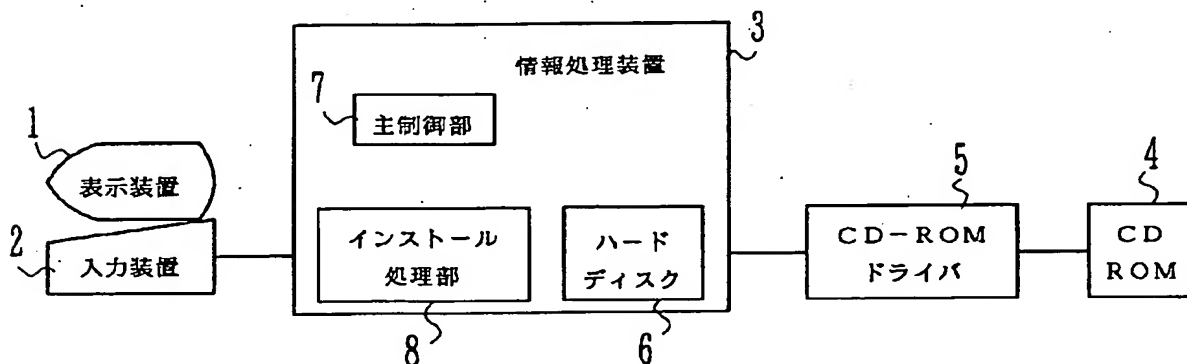 3
情報処理装置
7
主制御部
1
表示装置
2
入力装置
インストール
処理部
8
ハード
ディスク
6
5
CD-ROM
ドライバ
4
CD
ROM